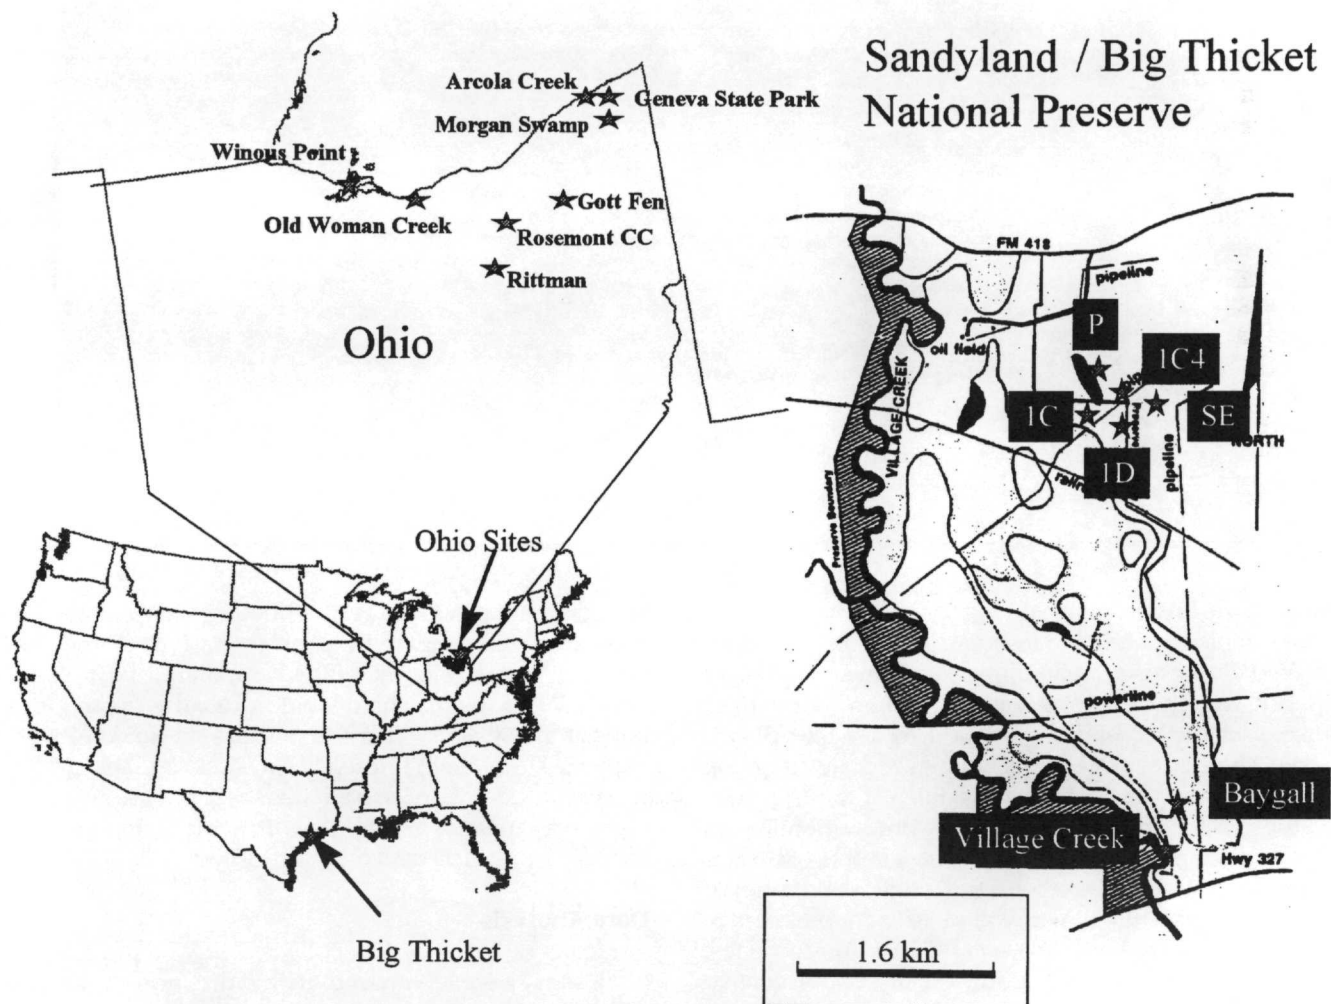 Sandyland / Big Thicket
National Preserve
Arcola Creek
Geneva State Park
Morgan Swamp
Winous Point
Old Woman Creek
Gott Fen
Rosemont CC
Rittman
Ohio
Ohio Sites
Big Thicket
FM 418
pipeline
P
oil field
1C4
1C
SE
NORTH
1D
pipeline
VILLAGE CREEK
Preserve Boundary
powerline
Baygall
Village Creek
Hwy 327
1.6 km